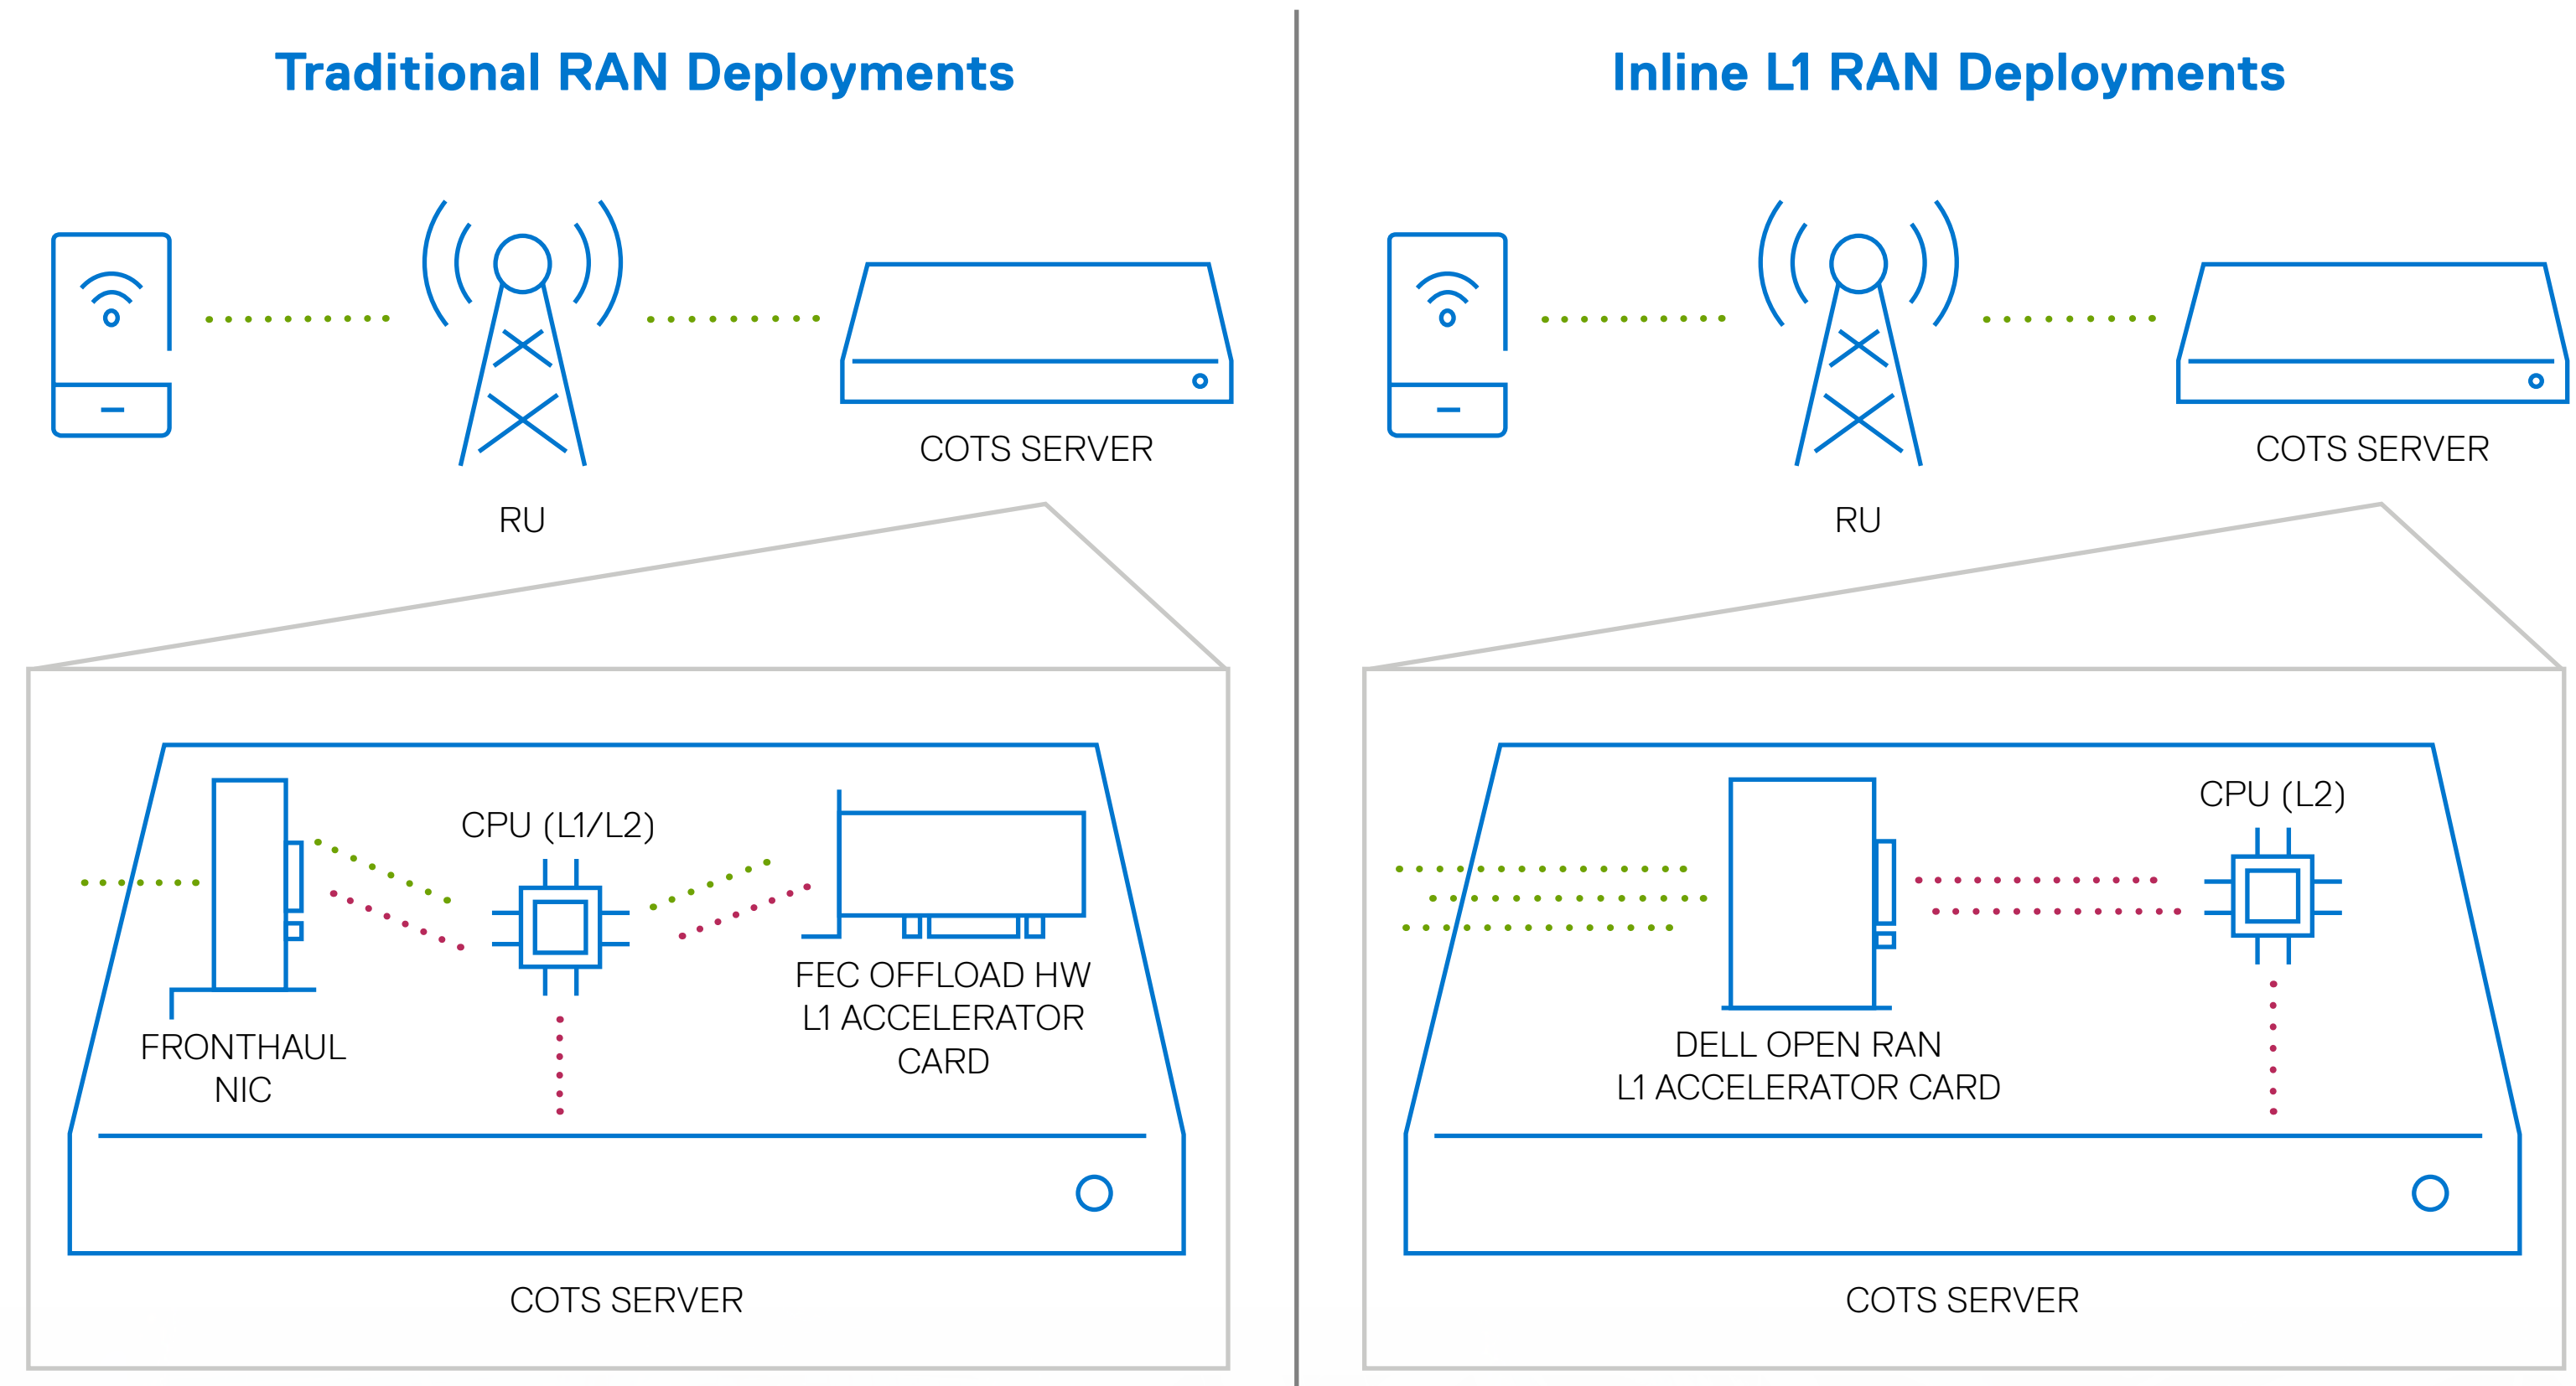 Traditional RAN Deployments
COTS SERVER
RU
CPU (L1/L2)
FEC OFFLOAD HW
L1 ACCELERATOR
CARD
FRONTHAUL
NIC
COTS SERVER
Inline L1 RAN Deployments
COTS SERVER
RU
CPU (L2)
DELL OPEN RAN
L1 ACCELERATOR CARD
COTS SERVER